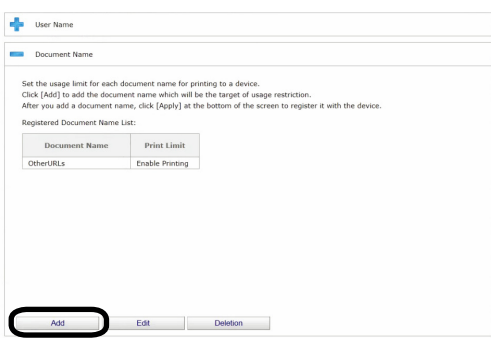 User Name
Document Name
Set the usage limit for each document name for printing to a device.
Click [Add] to add the document name which will be the target of usage restriction.
After you add a document name, click [Apply] at the bottom of the screen to register it with the device.
Registered Document Name List:
Document Name Print Limit
OtherURLs Enable Printing
Add Edit Deletion